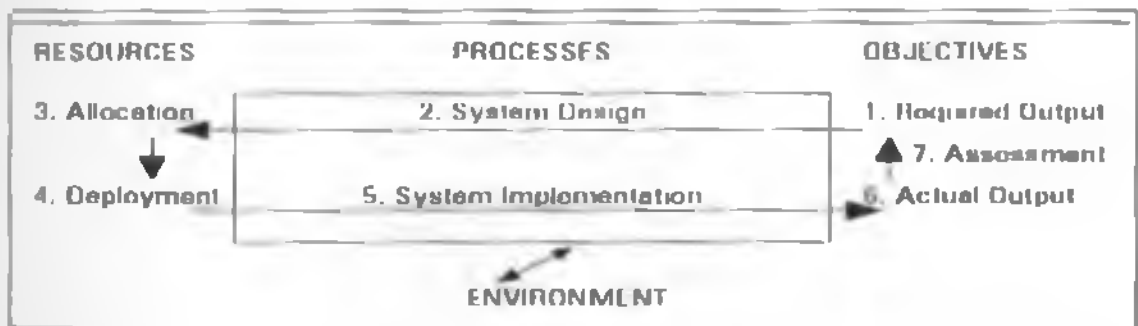 RESOURCES PROCESSES OBJECTIVES
3. Allocation 2. System Design 1. Required Output
7. Assessment
4. Deployment 5. System Implementation 6. Actual Output
ENVIRONMENT